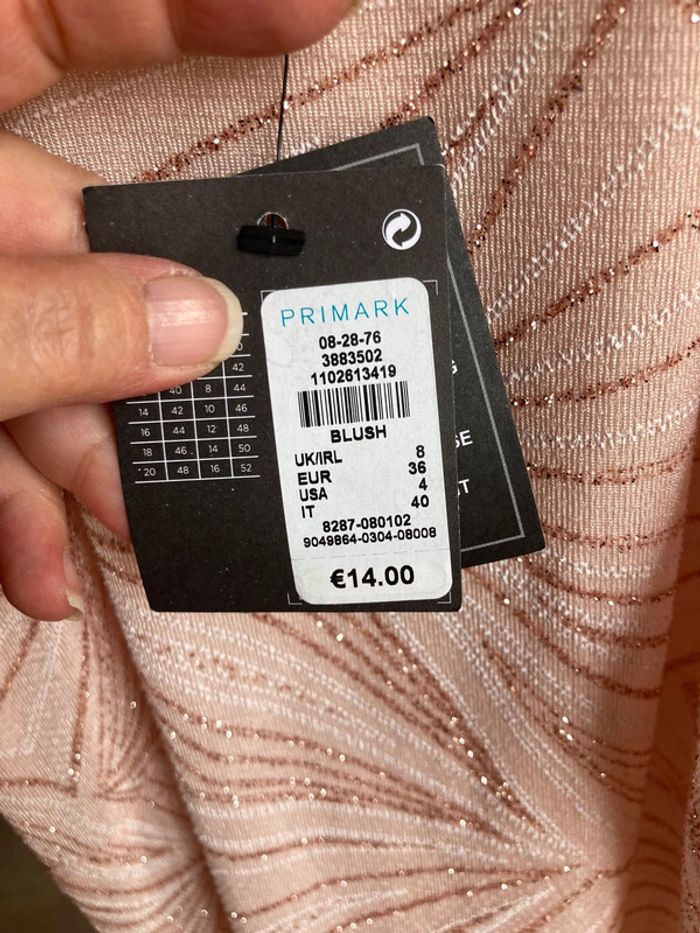 PRIMARK
08-28-76
3883502
1102613419
BLUSH
UK/IRL 8
EUR 36
USA 4
IT 40
8287-080102
9049864-0304-08008
€14.00
42
40 8 44
14 42 10 46
16 44 12 48
18 46 14 50
20 48 16 52